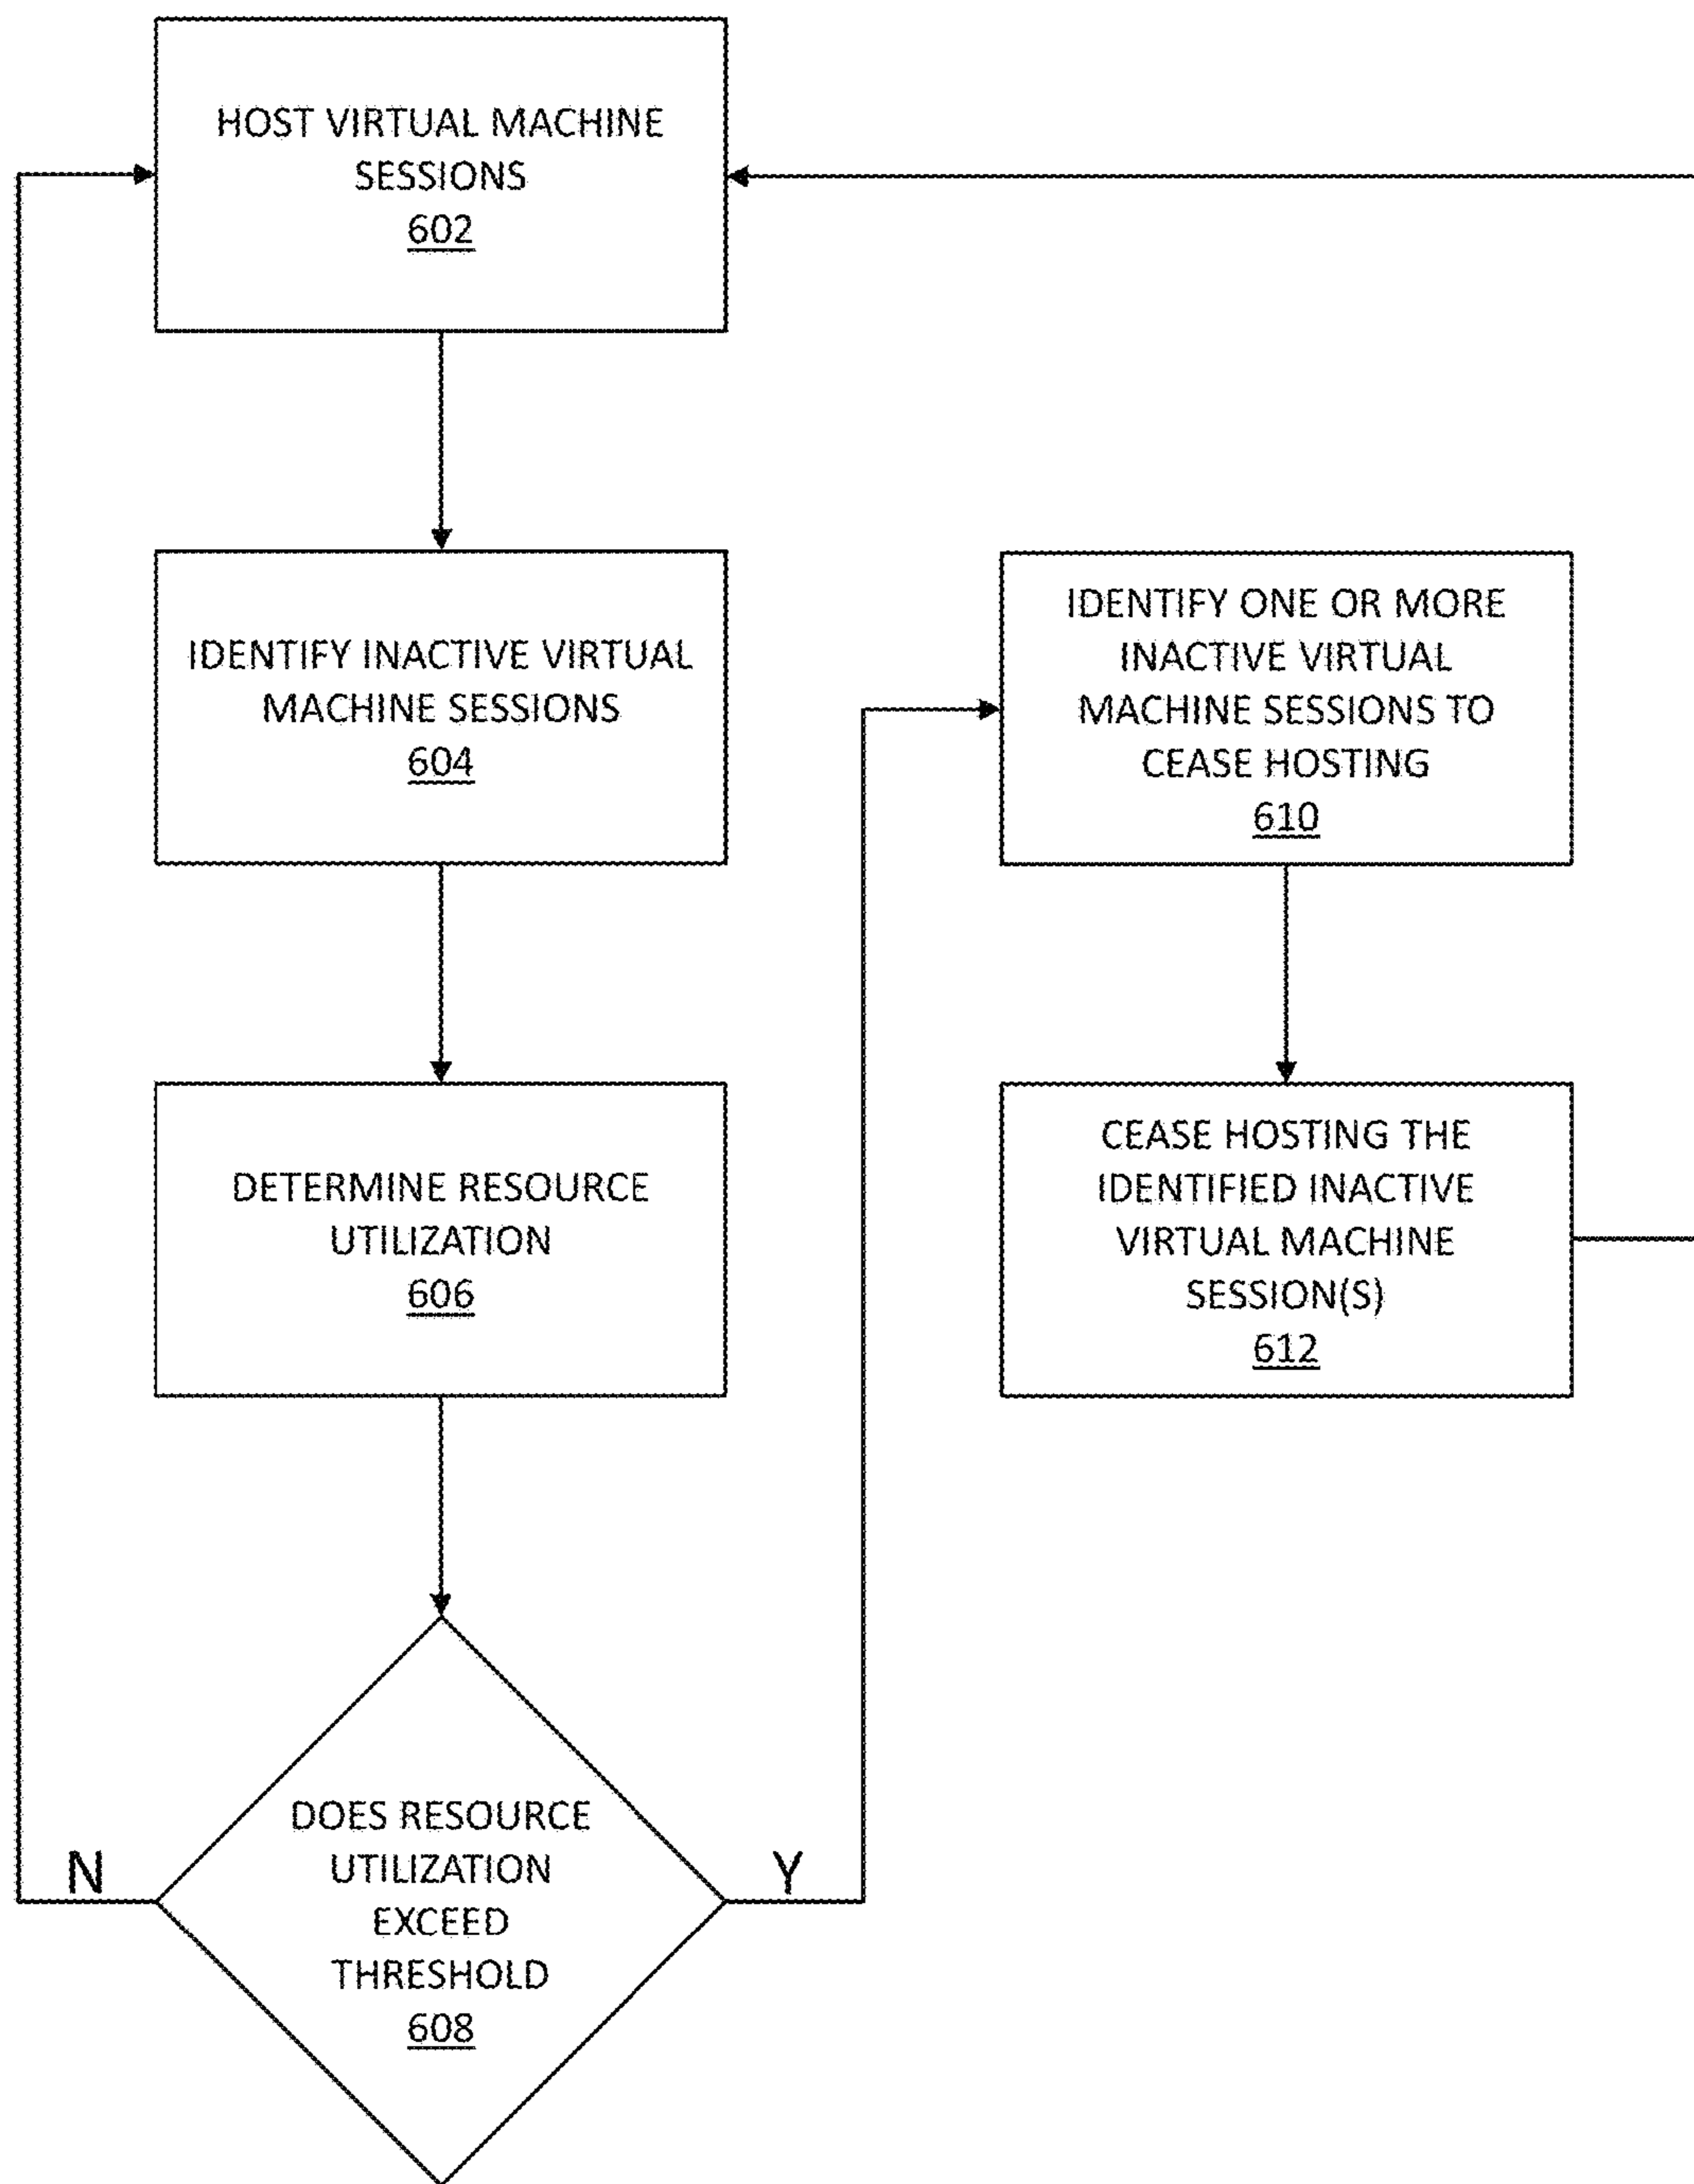 HOST VIRTUAL MACHINE
SESSIONS
602
IDENTIFY INACTIVE VIRTUAL
MACHINE SESSIONS
604
DETERMINE RESOURCE
UTILIZATION
606
DOES RESOURCE
UTILIZATION
EXCEED
THRESHOLD
608
N
Y
IDENTIFY ONE OR MORE
INACTIVE VIRTUAL
MACHINE SESSIONS TO
CEASE HOSTING
610
CEASE HOSTING THE
IDENTIFIED INACTIVE
VIRTUAL MACHINE
SESSION(S)
612